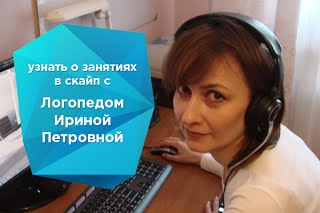 узнать о занятиях
в скайп с
Логопедом
Ириной
Петровной